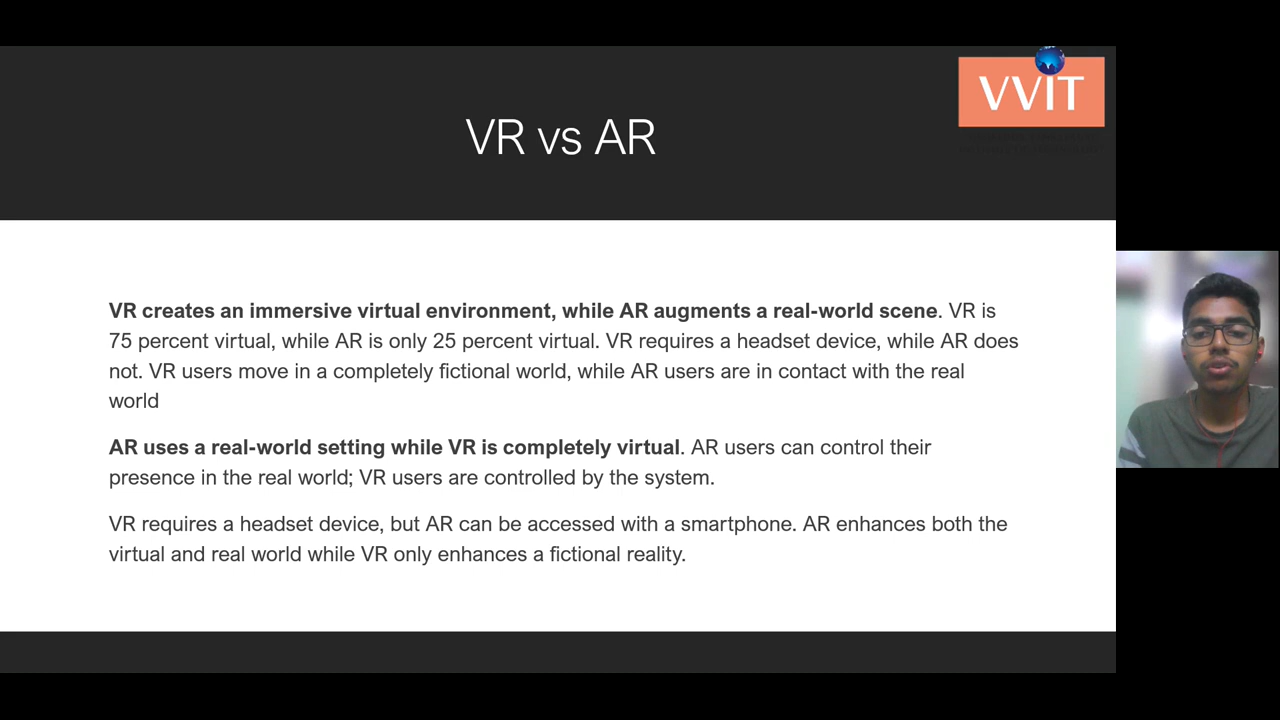 VVIT
VR vs AR
VR creates an immersive virtual environment, while AR augments a real-world scene. VR is
75 percent virtual, while AR is only 25 percent virtual. VR requires a headset device, while AR does
not. VR users move in a completely fictional world, while AR users are in contact with the real
world
AR uses a real-world setting while VR is completely virtual. AR users can control their
presence in the real world; VR users are controlled by the system.
VR requires a headset device, but AR can be accessed with a smartphone. AR enhances both the
virtual and real world while VR only enhances a fictional reality.